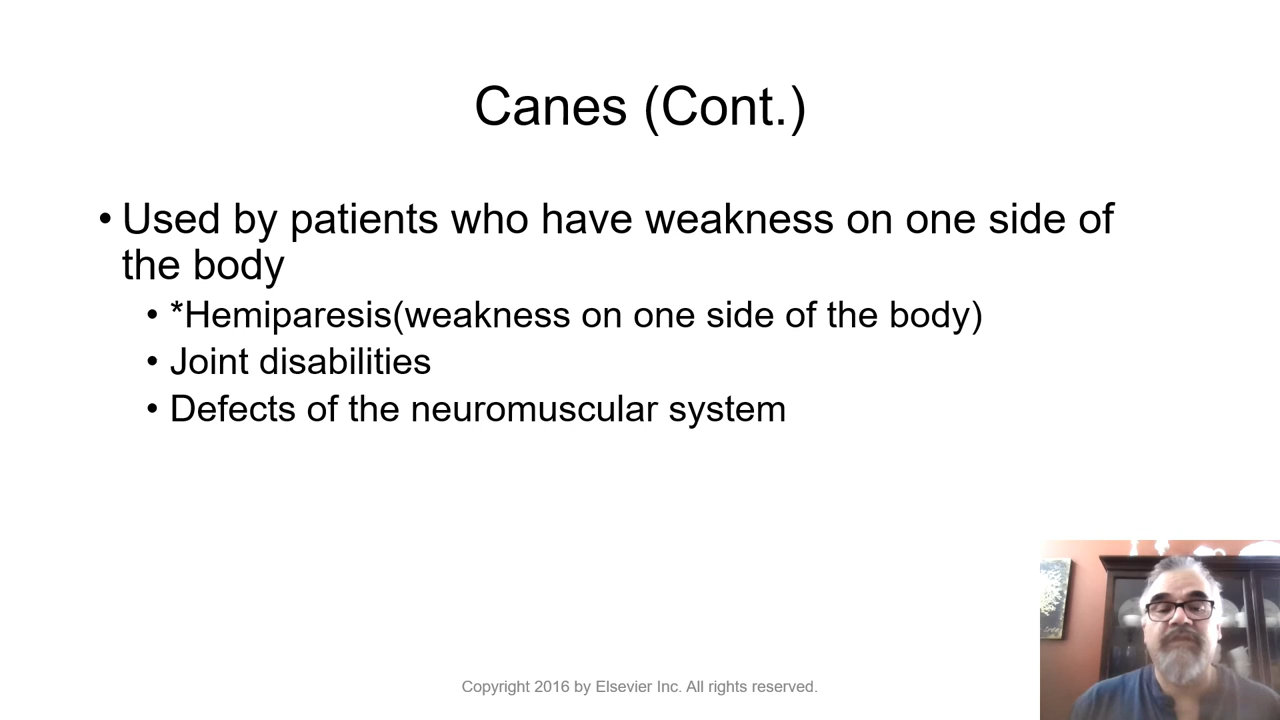 Canes (Cont.)
• Used by patients who have weakness on one side of
the body
• *Hemiparesis(weakness on one side of the body)
• Joint disabilities
• Defects of the neuromuscular system
Copyright 2016 by Elsevier Inc. All rights reserved.